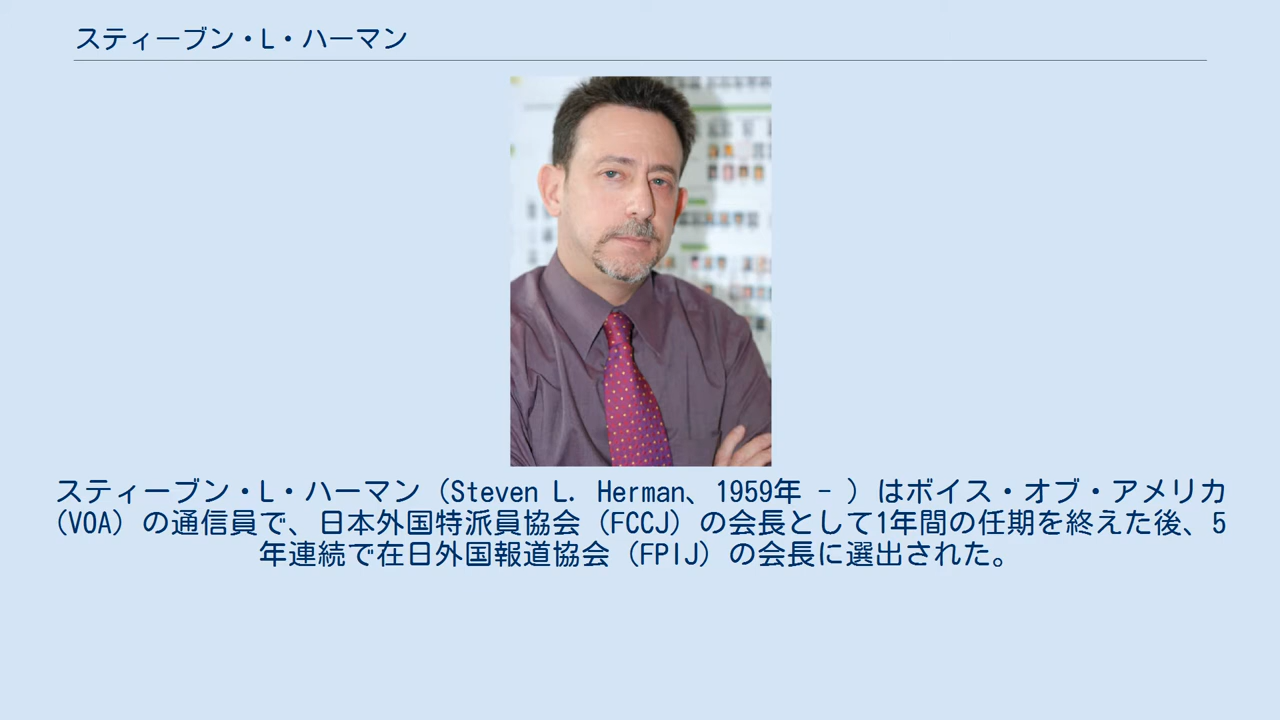 スティーブン・L・ハーマン
スティーブン・L・ハーマン（Steven L. Herman、1959年 - ）はボイス・オブ・アメリカ
（VOA）の通信員で、日本外国特派員協会（FCCJ）の会長として1年間の任期を終えた後、5
年連続で在日外国報道協会（FPIJ）の会長に選出された。